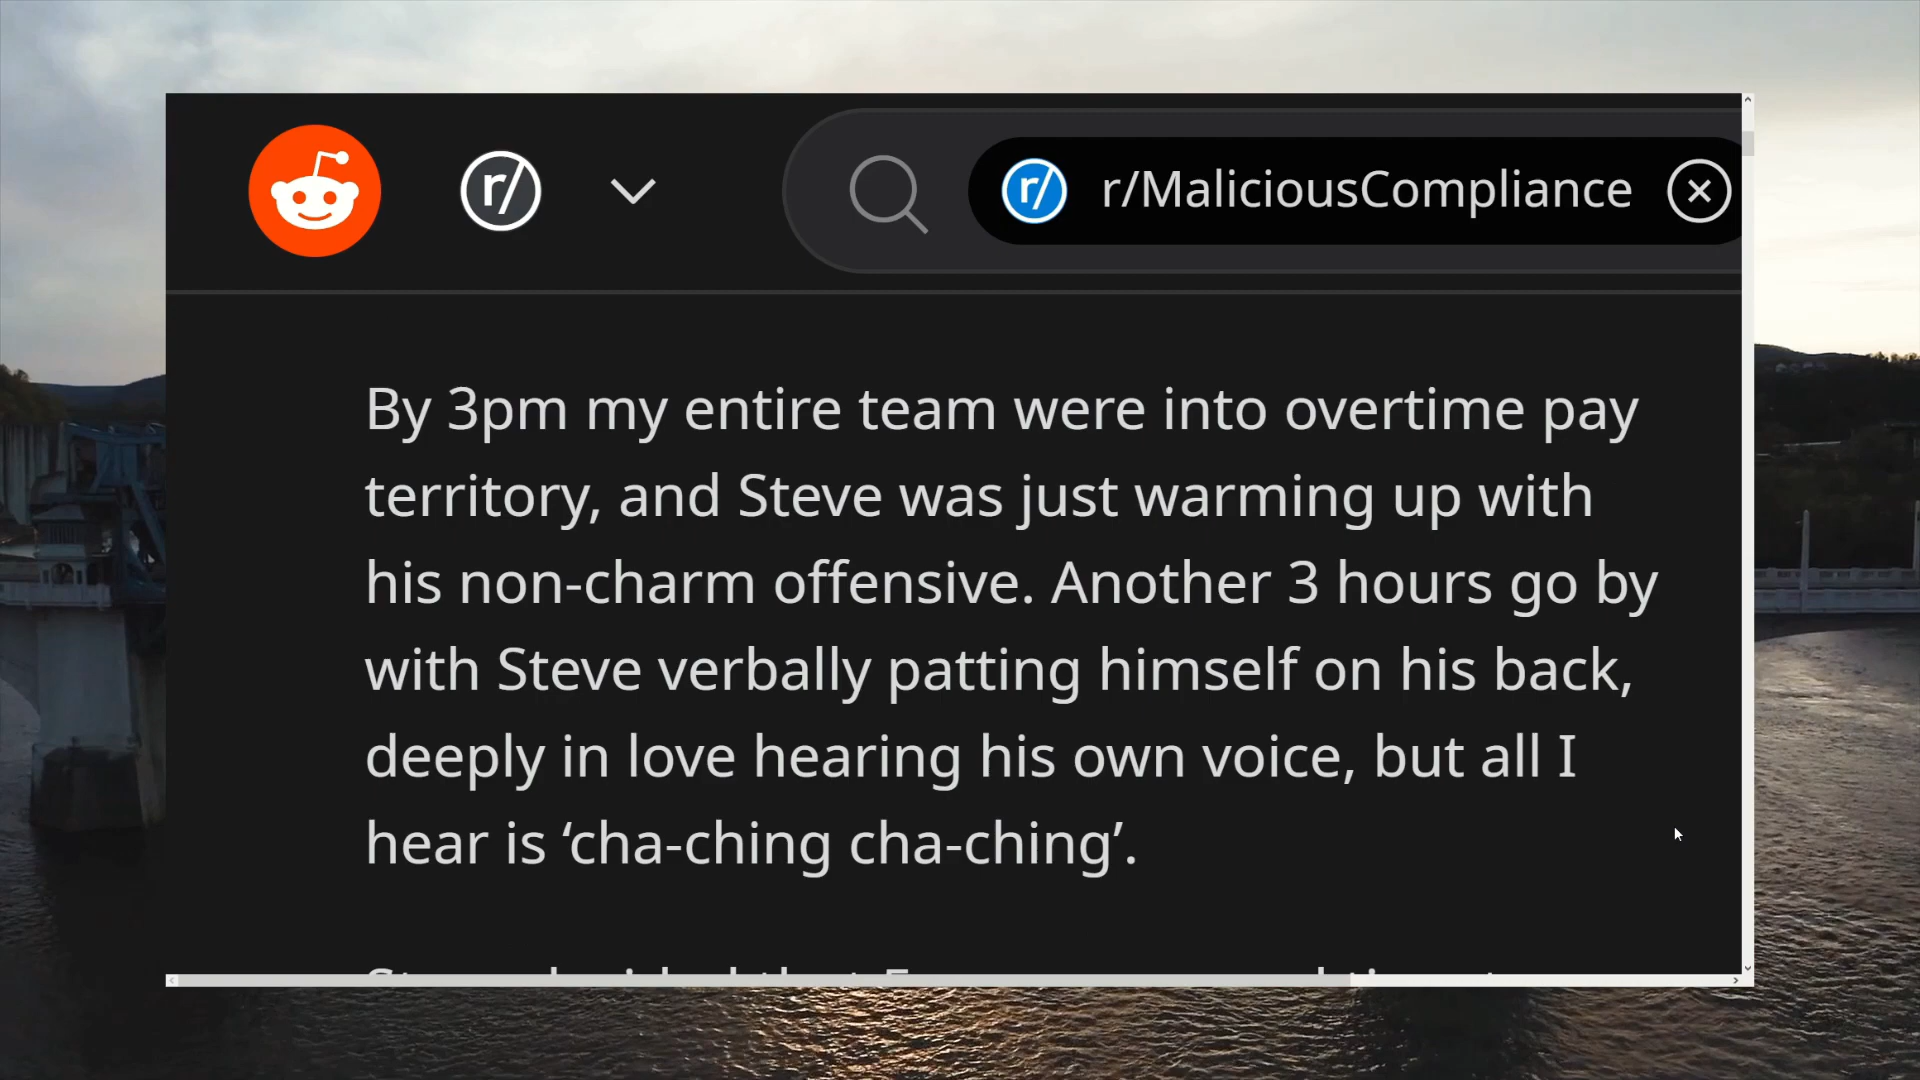 r/ r/ r/MaliciousCompliance
By 3pm my entire team were into overtime pay
territory, and Steve was just warming up with
his non-charm offensive. Another 3 hours go by
with Steve verbally patting himself on his back,
deeply in love hearing his own voice, but all I
hear is ‘cha-ching cha-ching’.